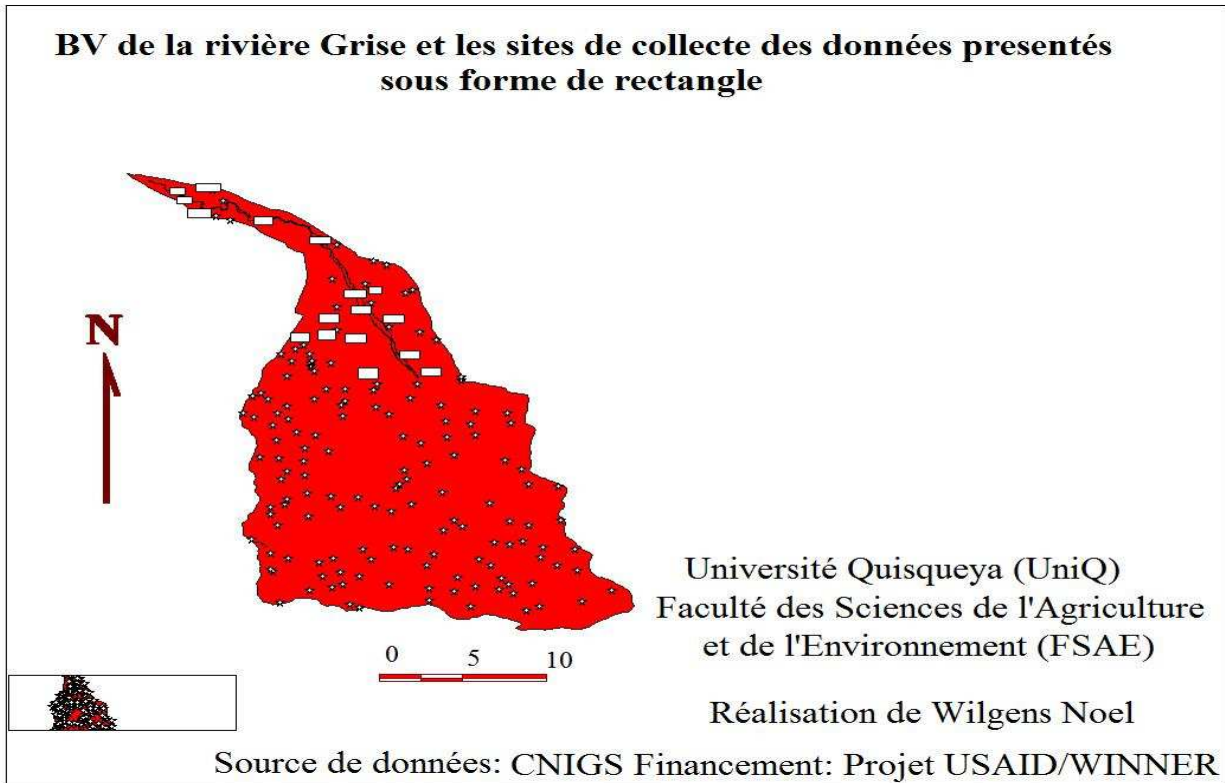 BV de la rivière Grise et les sites de collecte des données presentés
sous forme de rectangle
N
Université Quisqueya (UniQ)
Faculté des Sciences de l'Agriculture
et de l'Environnement (FSAE)
0 5 10
Réalisation de Wilgens Noel
Source de données: CNIGS Financement: Projet USAID/WINNER